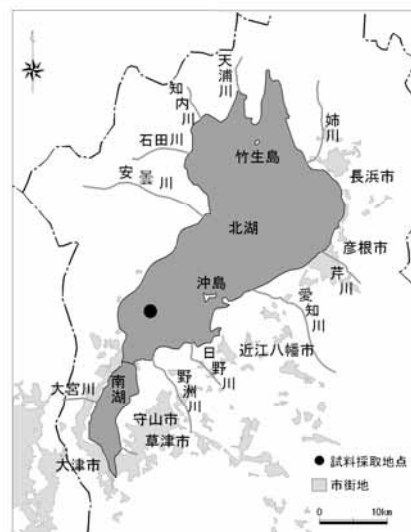 天浦川
知内川
石田川
安曇川
姉川
竹生島
長浜市
北湖
彦根市
芹川
沖島
愛知川
近江八幡市
日野川
野洲川
大宮川
南湖
守山市
草津市
大津市
試料採取地点
市街地
0
10km